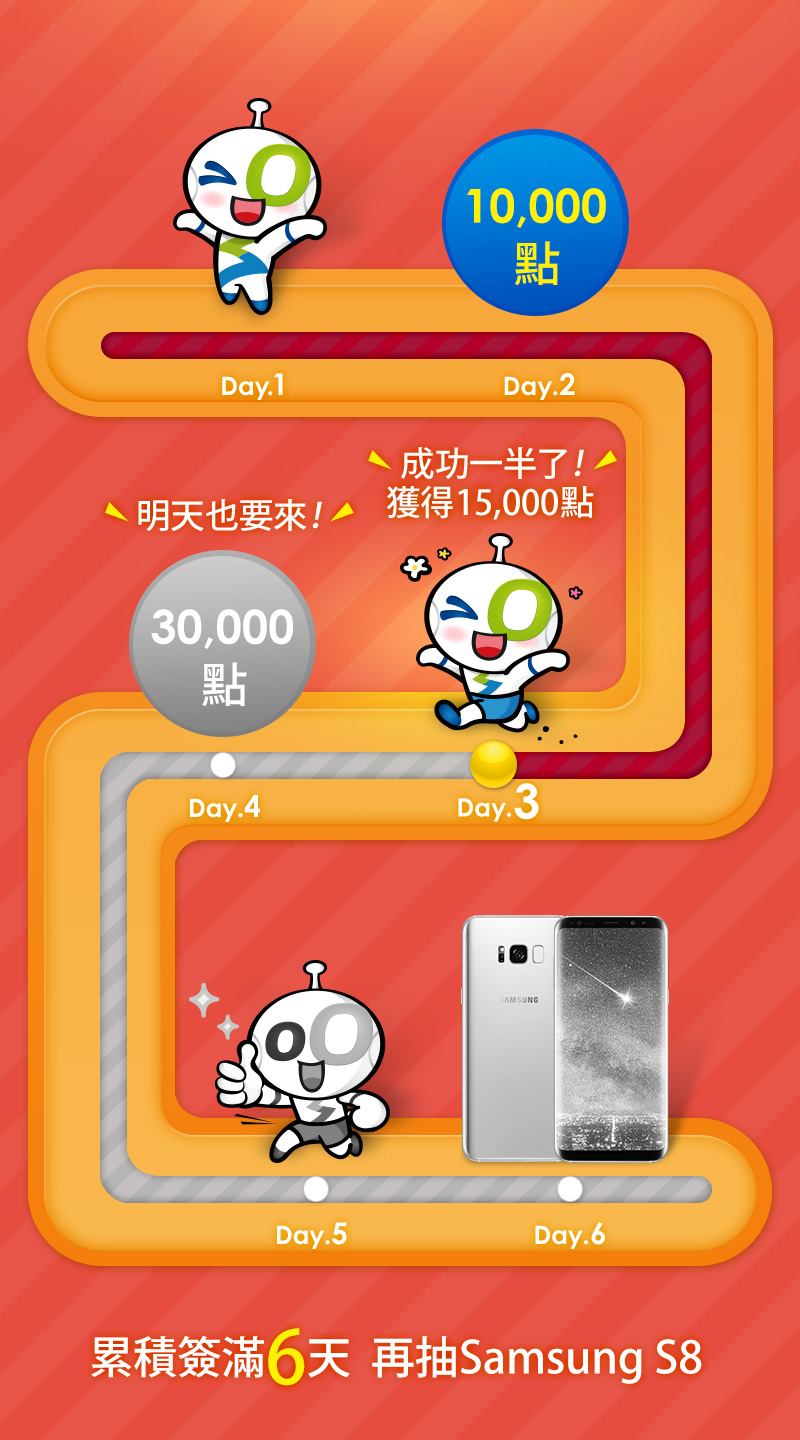 10,000
點
Day.1
Day.2
成功一半了!
獲得15,000點
明天也要來!
30,000
點
Day.4
Day.3
SAMSUNG
Day.5
Day.6
累積簽滿6天 再抽Samsung S8